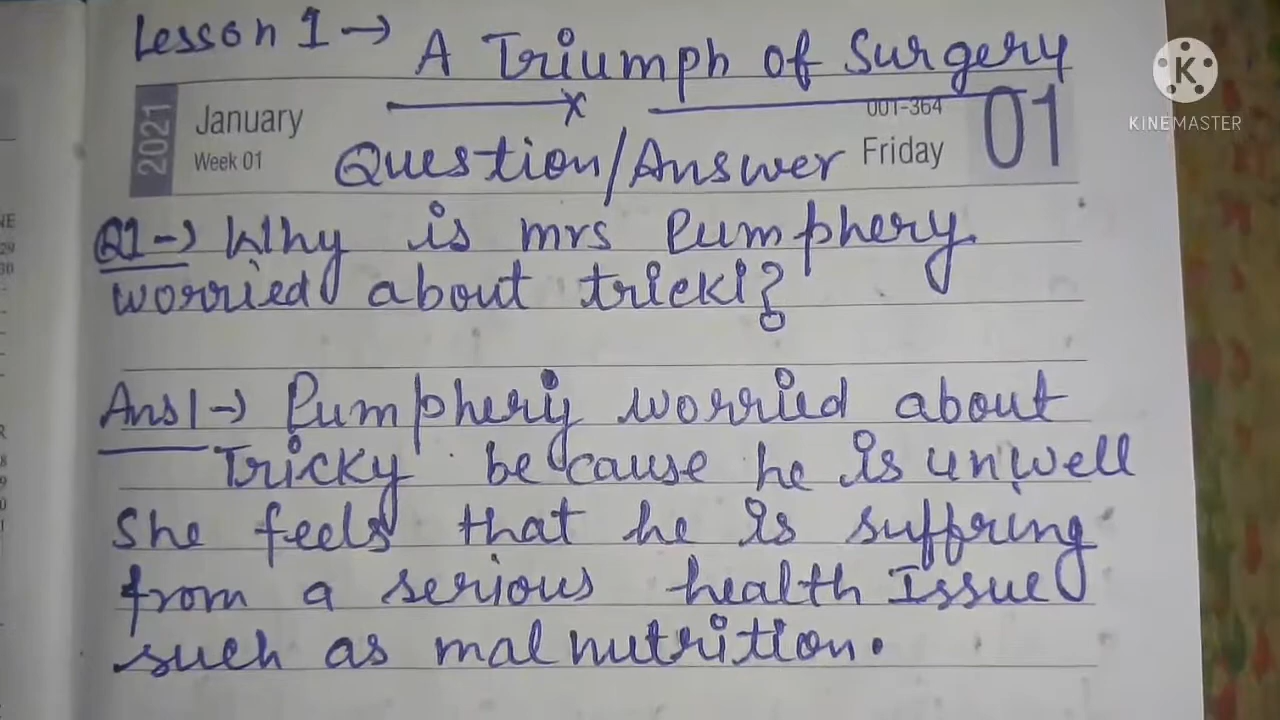 Lesson 1 → A Triumph of Surgery
2021 January 001-364 01
Week 01 Question/Answer Friday
K
KINEMASTER
Q1 → Why is mrs Pumphery
worried about tricki?
Ans1 → Pumphery worried about
Tricky because he is unwell
She feels that he is suffring
from a serious health Issue
such as malnutrition.